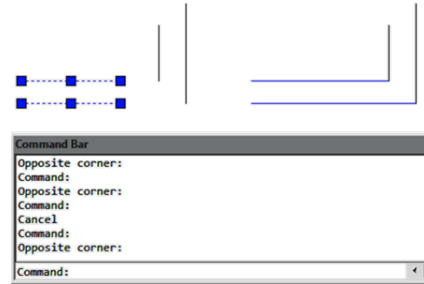 Command Bar
Opposite corner:
Command:
Opposite corner:
Command:
Cancel
Command:
Opposite corner:
Command: